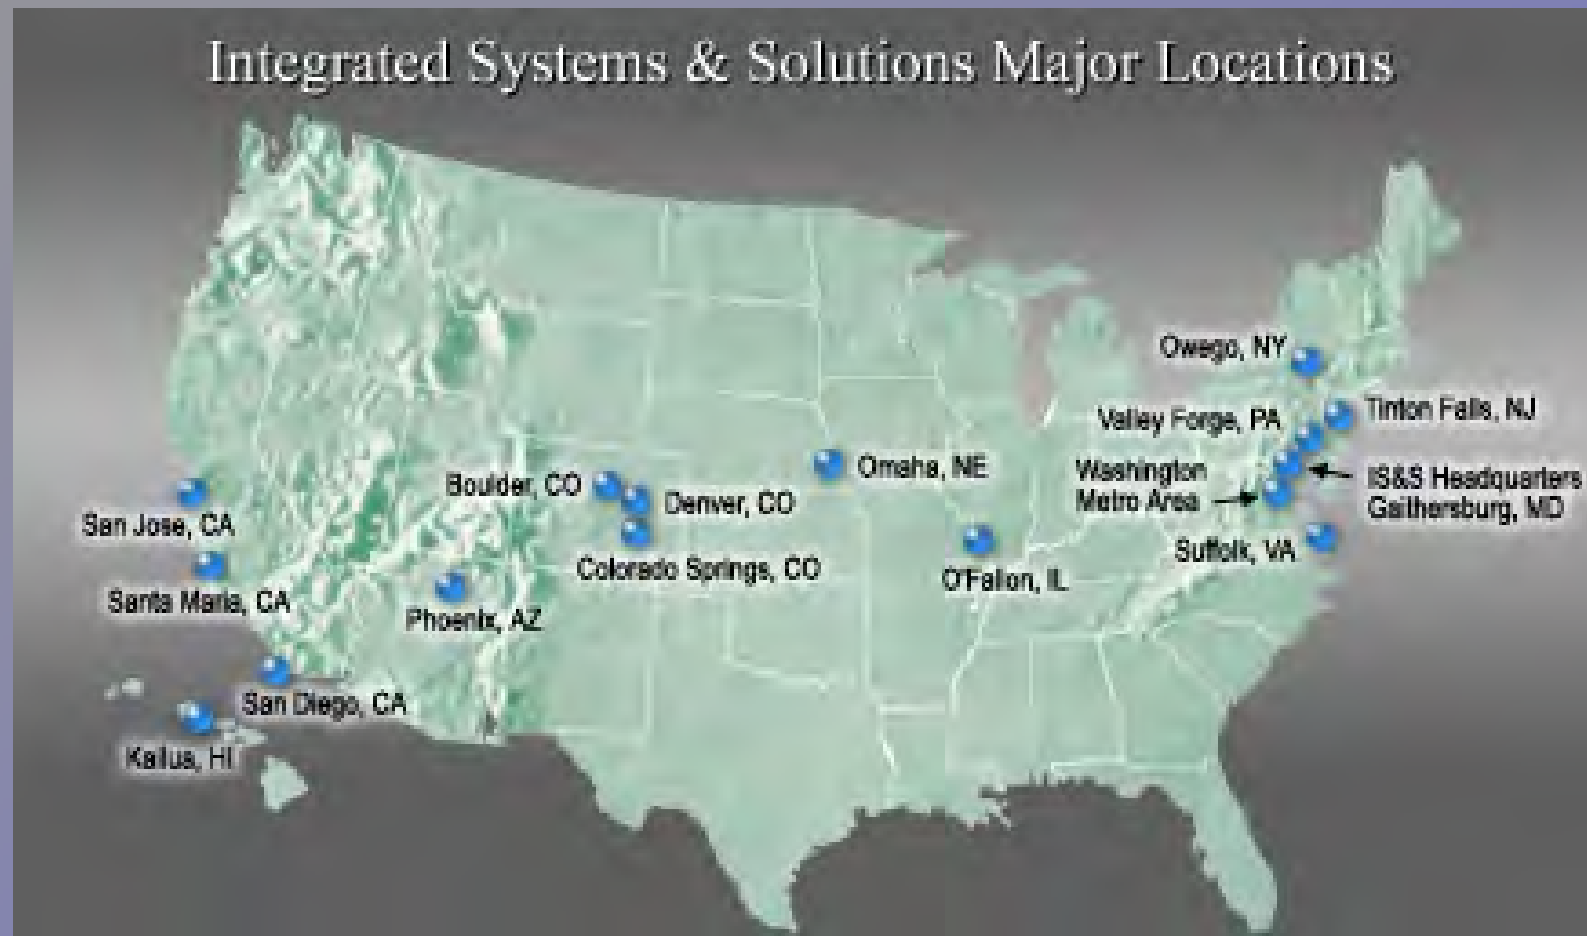 Integrated Systems & Solutions Major Locations
Owego, NY
Tinton Falls, NJ
Valley Forge, PA
Washington
Metro Area
IS&S Headquarters
Gaithersburg, MD
Suffolk, VA
Omaha, NE
Boulder, CO
Denver, CO
Colorado Springs, CO
O'Fallon, IL
San Jose, CA
Santa Maria, CA
Phoenix, AZ
San Diego, CA
Kailua, HI